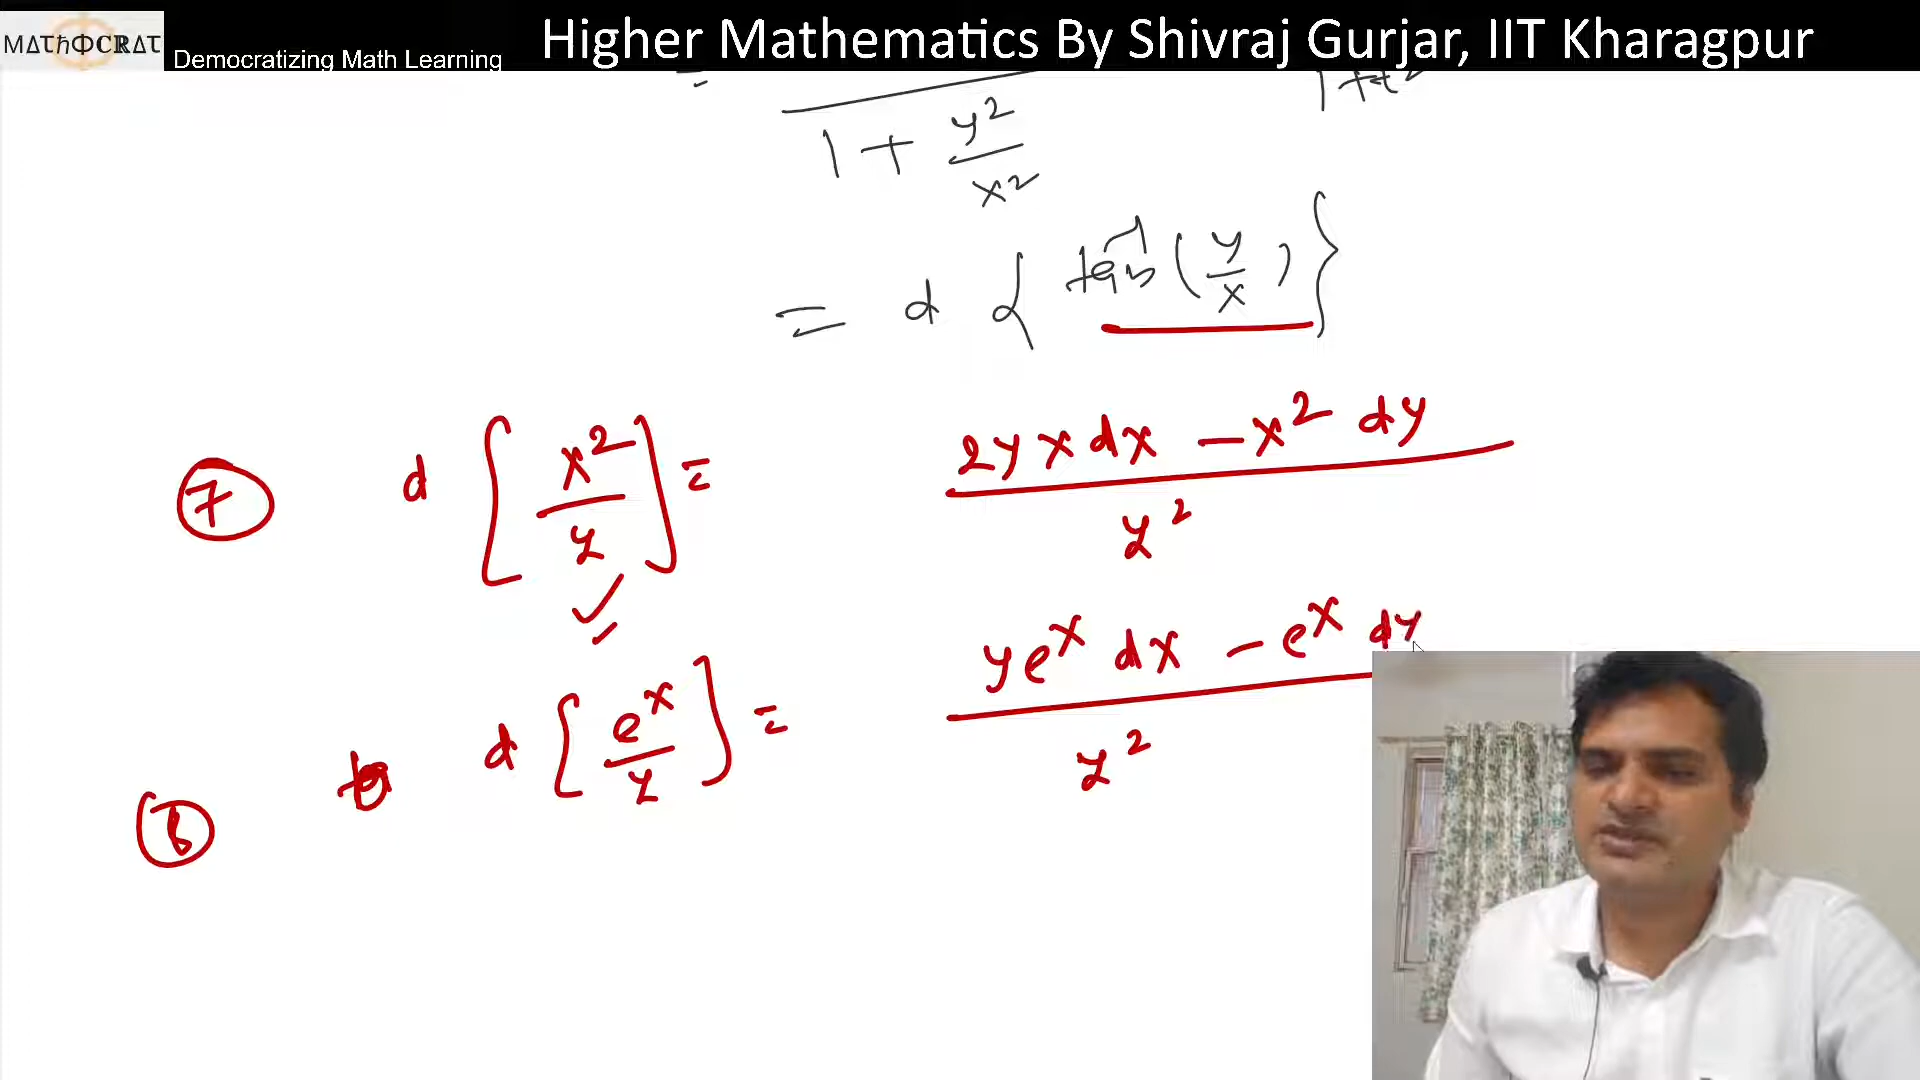 MΔτℏΦCRΔT
Democratizing Math Learning
Higher Mathematics By Shivraj Gurjar, IIT Kharagpur
= 1 + y²/x²
= d { tan⁻¹ (y/x) }
⑦ d [ x²/y ] = (2yx dx − x² dy)/y²
⑧ d [ eˣ/y ] = (yeˣ dx − eˣ dy)/y²